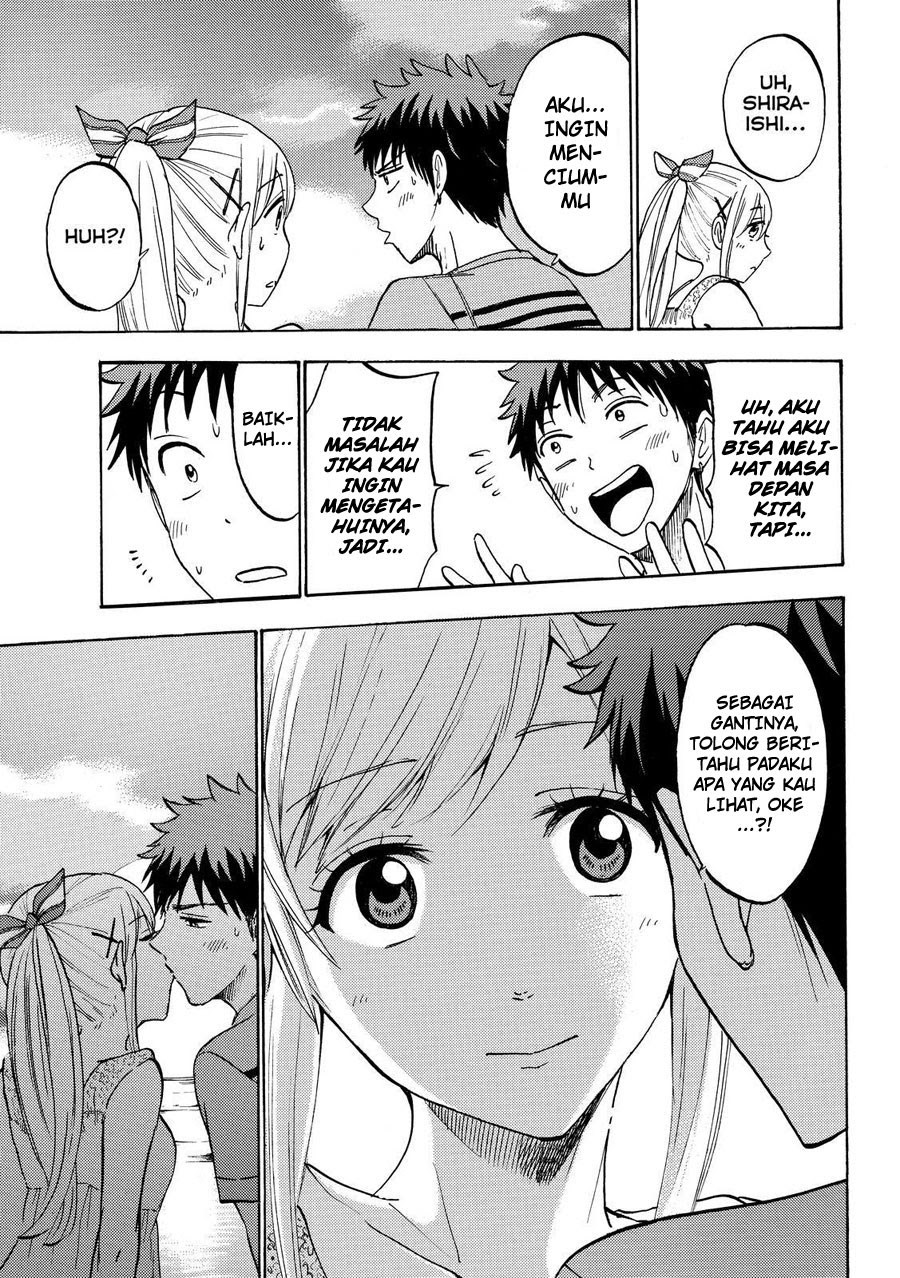 UH,
SHIRA-
ISHI...
AKU...
INGIN
MEN-
CIUM-
MU
HUH?!
UH, AKU
TAHU AKU
BISA MELI-
HAT MASA
DEPAN
KITA,
TAPI...
TIDAK
MASALAH
JIKA KAU
INGIN
MENGETA-
HUINYA,
JADI...
BAIK-
LAH...
SEBAGAI
GANTINYA,
TOLONG BERI-
TAHU PADAKU
APA YANG KAU
LIHAT, OKE
...?!